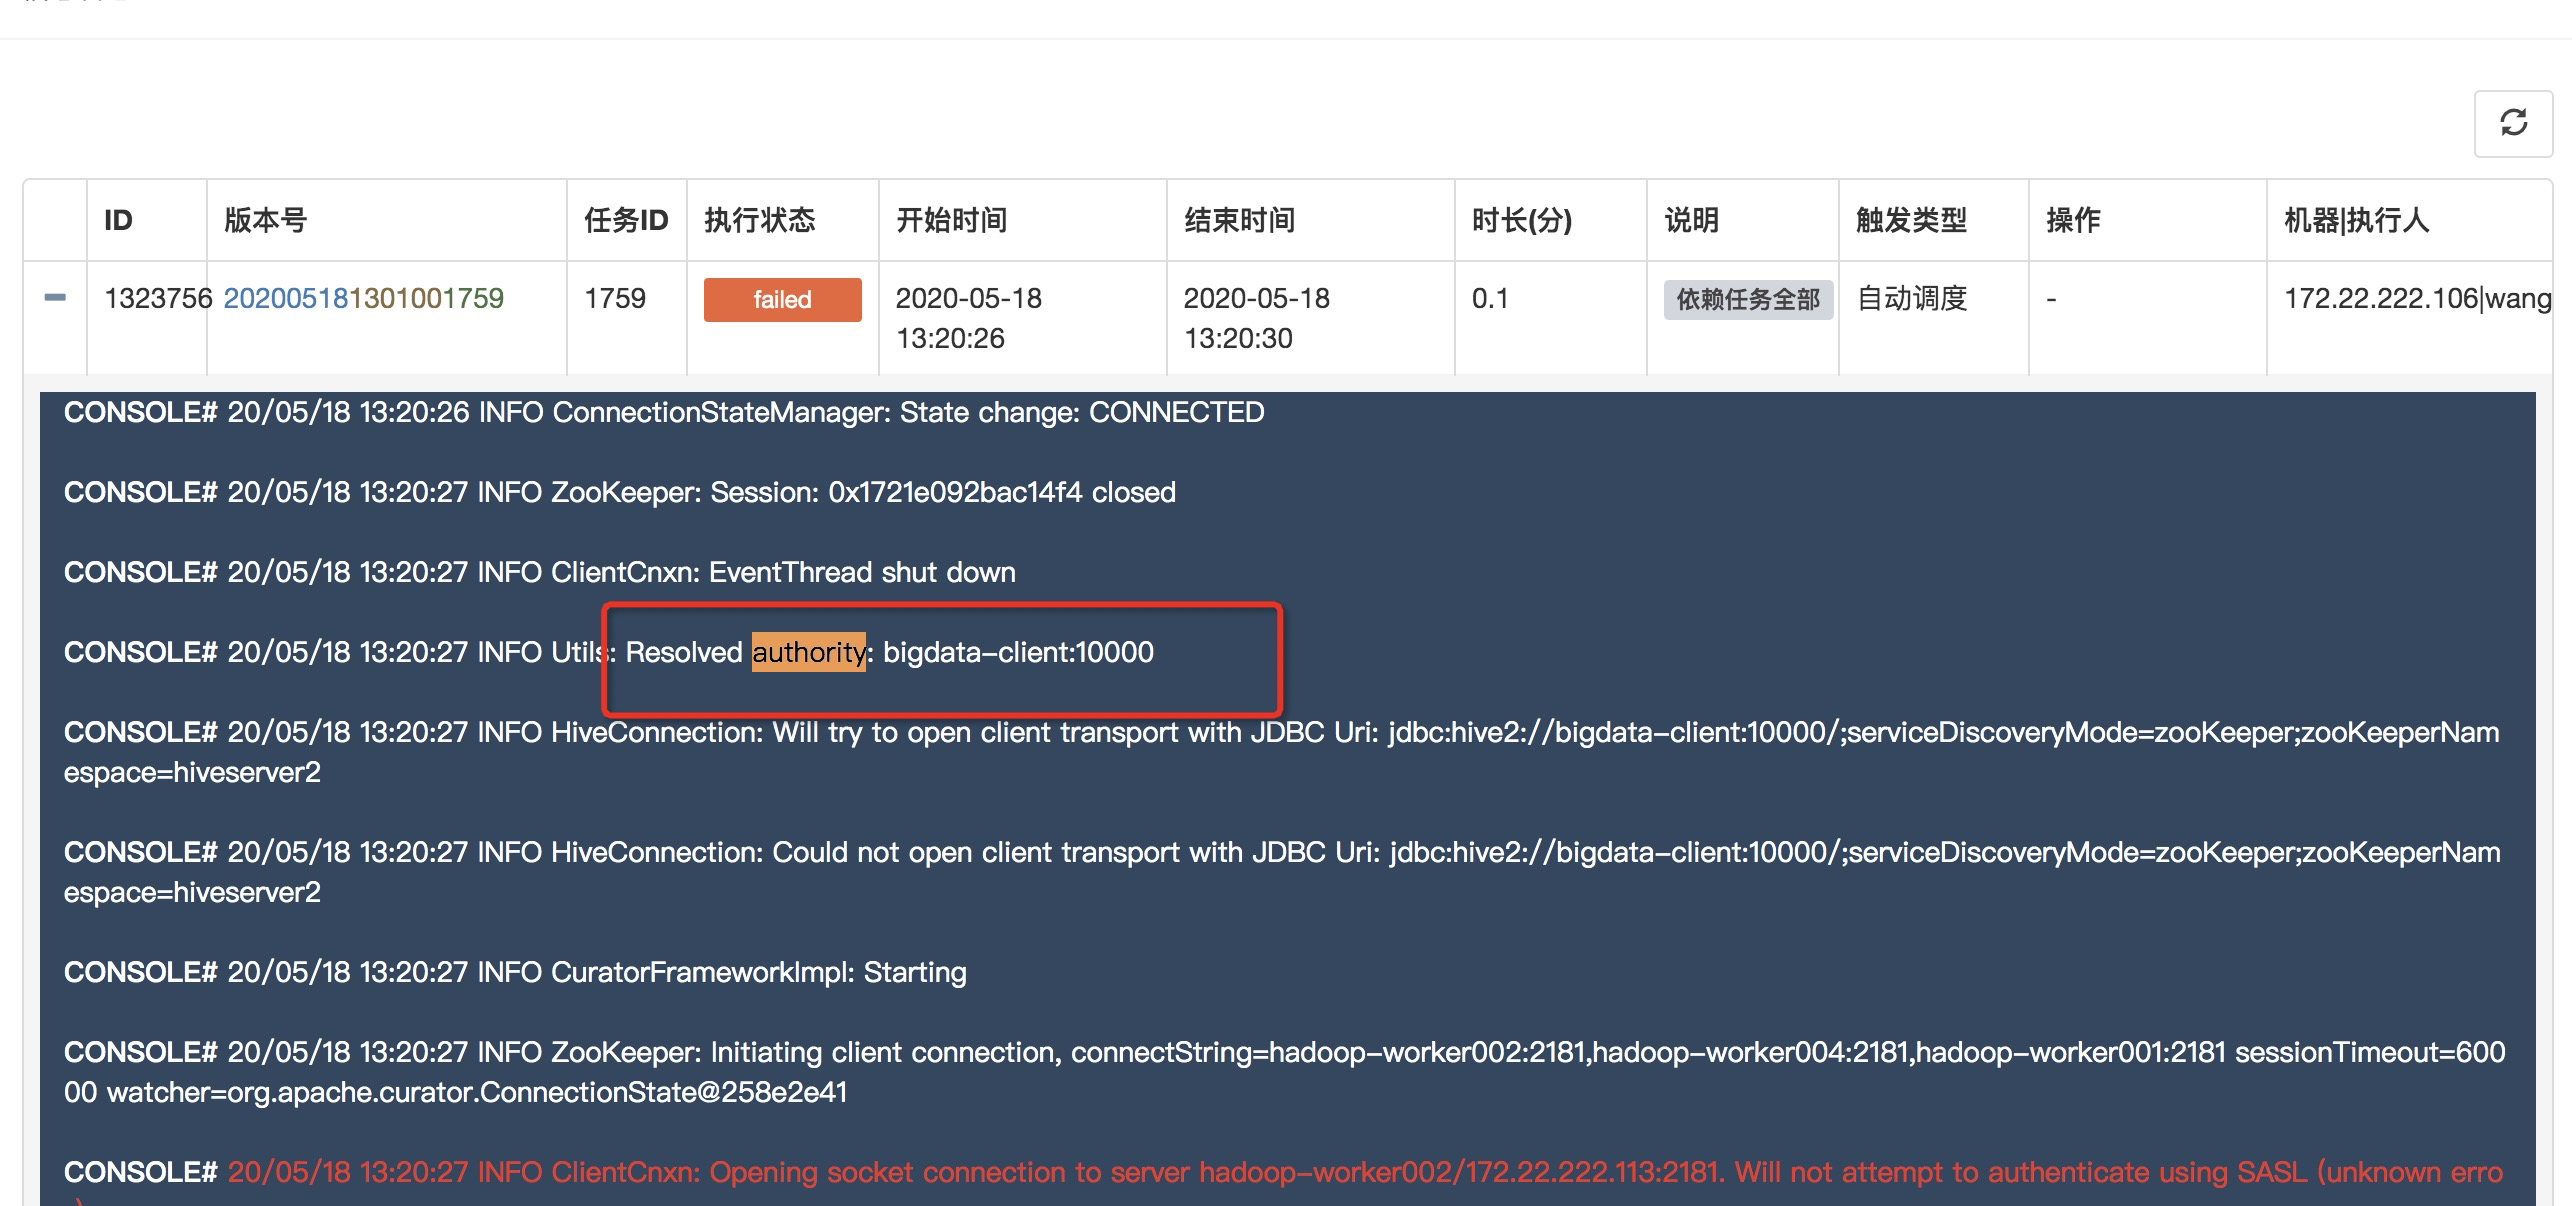 ID 版本号 任务ID 执行状态 开始时间 结束时间 时长(分) 说明 触发类型 操作 机器|执行人
1323756 202005181301001759 1759 failed 2020-05-18 2020-05-18 0.1 依赖任务全部 自动调度 - 172.22.222.106|wang
13:20:26 13:20:30
CONSOLE# 20/05/18 13:20:26 INFO ConnectionStateManager: State change: CONNECTED
CONSOLE# 20/05/18 13:20:27 INFO ZooKeeper: Session: 0x1721e092bac14f4 closed
CONSOLE# 20/05/18 13:20:27 INFO ClientCnxn: EventThread shut down
CONSOLE# 20/05/18 13:20:27 INFO Utils: Resolved authority: bigdata-client:10000
CONSOLE# 20/05/18 13:20:27 INFO HiveConnection: Will try to open client transport with JDBC Uri: jdbc:hive2://bigdata-client:10000/;serviceDiscoveryMode=zooKeeper;zooKeeperNam
espace=hiveserver2
CONSOLE# 20/05/18 13:20:27 INFO HiveConnection: Could not open client transport with JDBC Uri: jdbc:hive2://bigdata-client:10000/;serviceDiscoveryMode=zooKeeper;zooKeeperNam
espace=hiveserver2
CONSOLE# 20/05/18 13:20:27 INFO CuratorFrameworkImpl: Starting
CONSOLE# 20/05/18 13:20:27 INFO ZooKeeper: Initiating client connection, connectString=hadoop-worker002:2181,hadoop-worker004:2181,hadoop-worker001:2181 sessionTimeout=600
00 watcher=org.apache.curator.ConnectionState@258e2e41
CONSOLE# 20/05/18 13:20:27 INFO ClientCnxn: Opening socket connection to server hadoop-worker002/172.22.222.113:2181. Will not attempt to authenticate using SASL (unknown erro